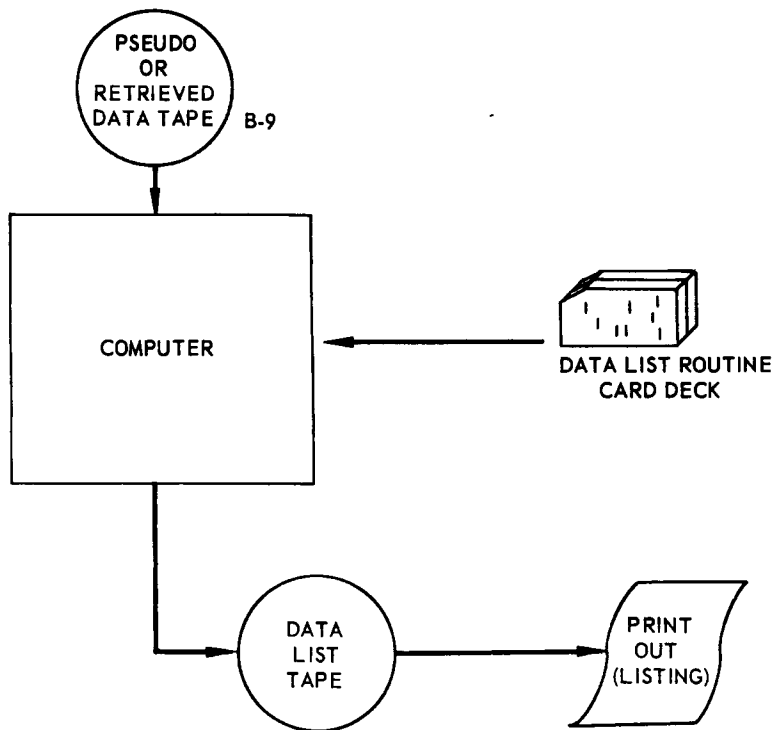 PSEUDO
OR
RETRIEVED
DATA TAPE
B-9
COMPUTER
DATA LIST ROUTINE
CARD DECK
DATA
LIST
TAPE
PRINT
OUT
(LISTING)